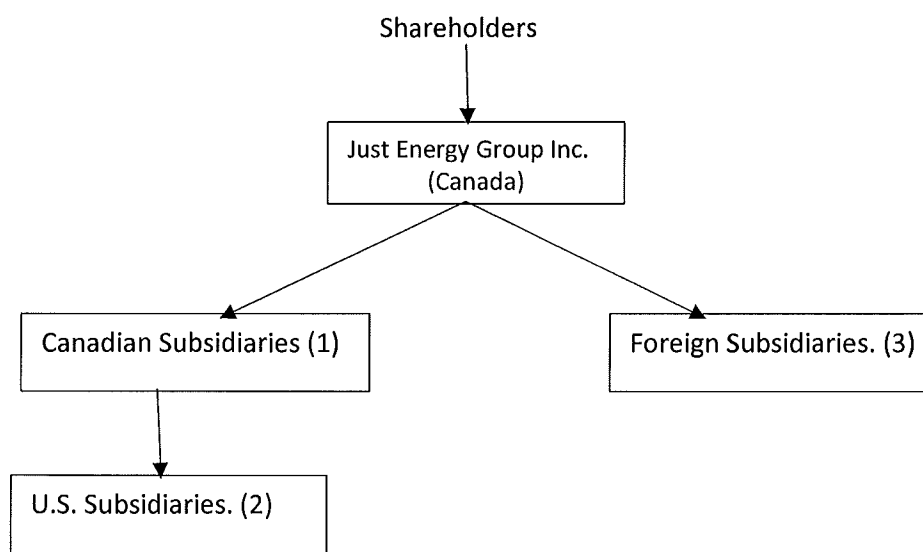 Shareholders
Just Energy Group Inc.
(Canada)
Canadian Subsidiaries (1)
Foreign Subsidiaries. (3)
U.S. Subsidiaries. (2)